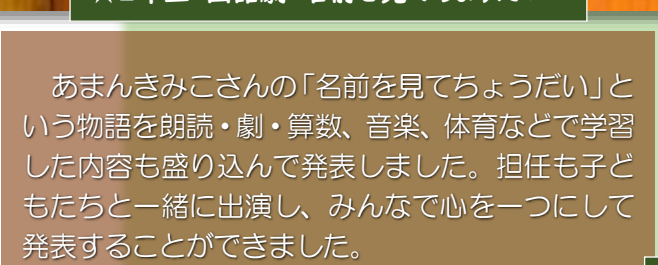 あまんきみこさんの「名前を見てちょうだい」と
いう物語を朗読・劇・算数、音楽、体育などで学習
した内容も盛り込んで発表しました。担任も子ど
もたちと一緒に出演し、みんなで心を一つにして
発表することができました。